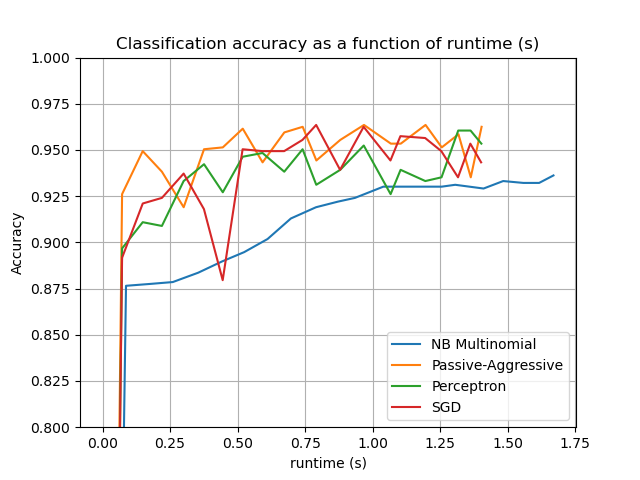 Classification accuracy as a function of runtime (s)
1.000
0.975
0.950
0.925
0.900
0.875
0.850
0.825
0.800
Accuracy
NB Multinomial
Passive-Aggressive
Perceptron
SGD
0.00 0.25 0.50 0.75 1.00 1.25 1.50 1.75
runtime (s)